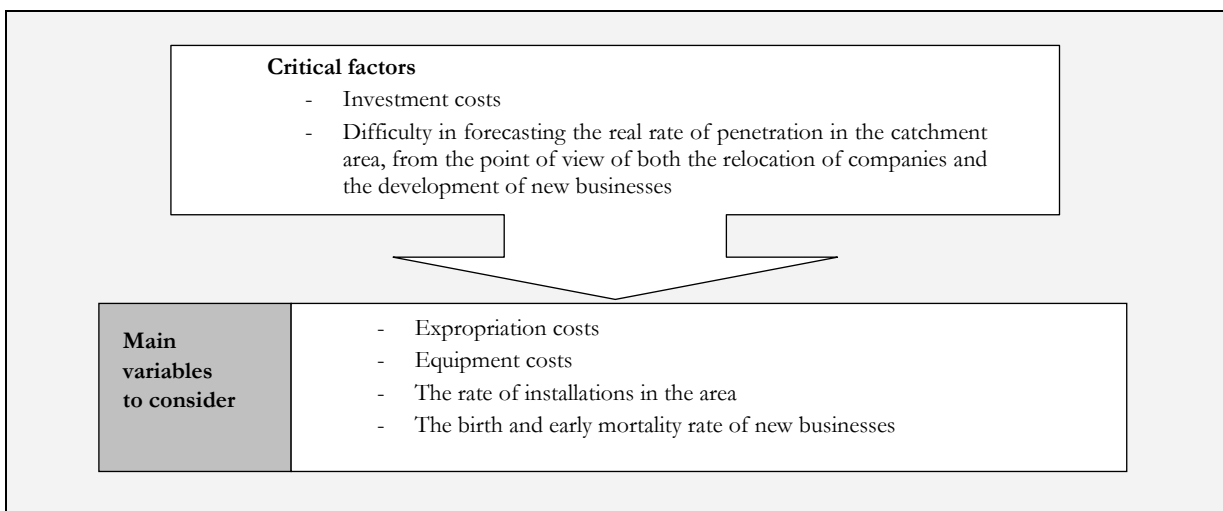 Critical factors
- Investment costs
- Difficulty in forecasting the real rate of penetration in the catchment
area, from the point of view of both the relocation of companies and
the development of new businesses
Main
variables
to consider
- Expropriation costs
- Equipment costs
- The rate of installations in the area
- The birth and early mortality rate of new businesses